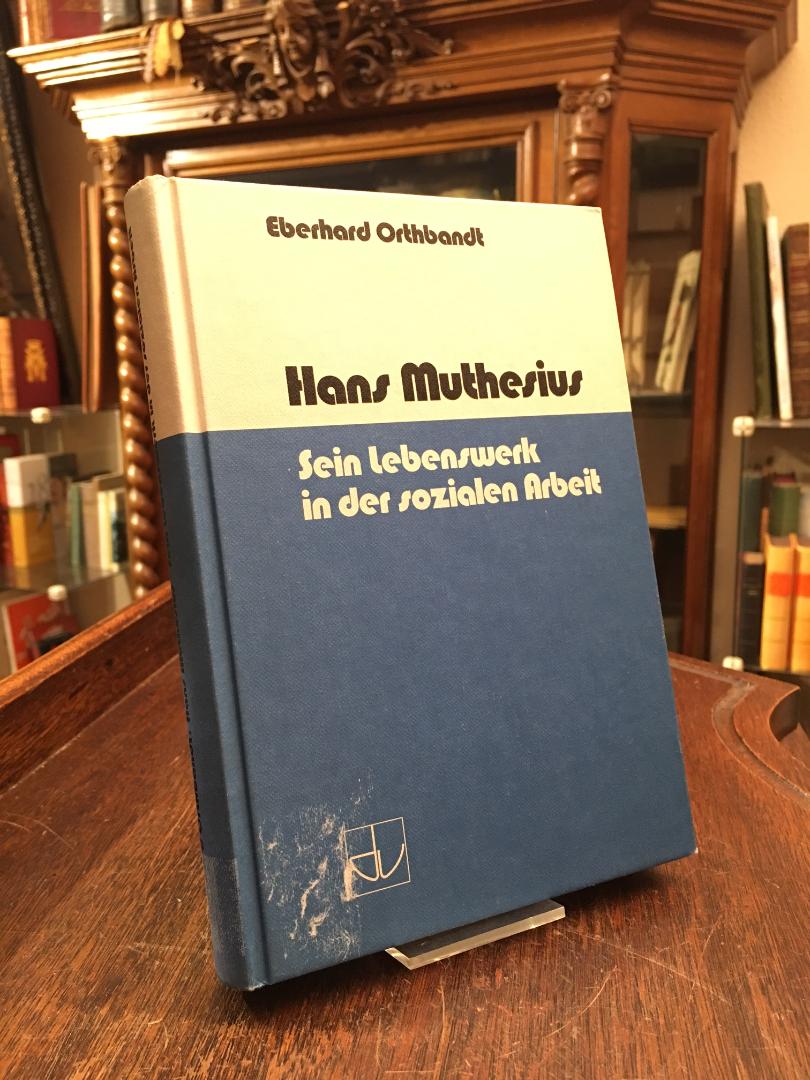 Eberhard Orthbandt
Hans Muthesius
Sein Lebenswerk
in der sozialen Arbeit